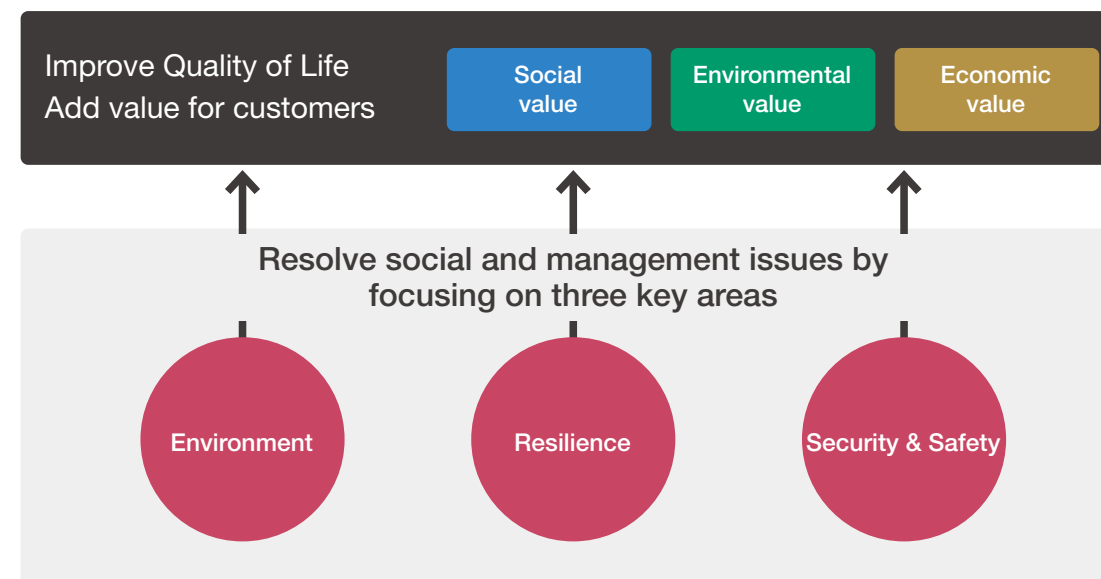 Improve Quality of Life
Add value for customers
Social
value
Environmental
value
Economic
value
Resolve social and management issues by
focusing on three key areas
Environment
Resilience
Security & Safety